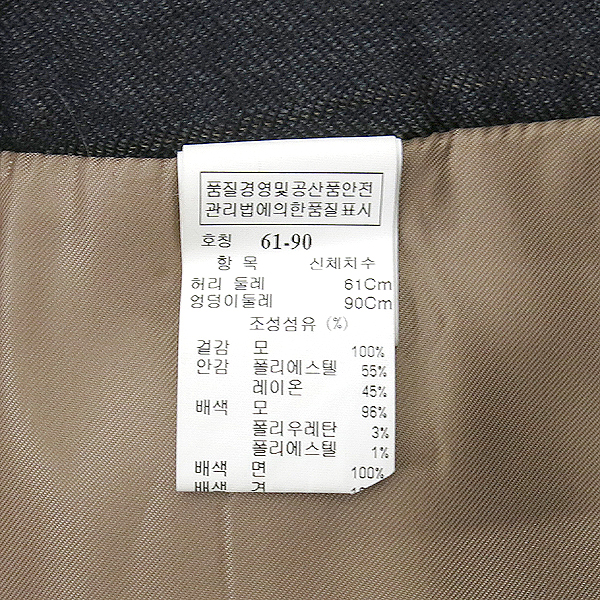 품질경영및공산품안전
관리법에의한품질표시
호칭 61-90
항 목 신체치수
허리 둘레 61Cm
엉덩이둘레 90Cm
조성섬유 (%)
겉감 모 100%
안감 폴리에스텔 55%
레이온 45%
배색 모 96%
폴리우레탄 3%
폴리에스텔 1%
배색 면 100%
배색